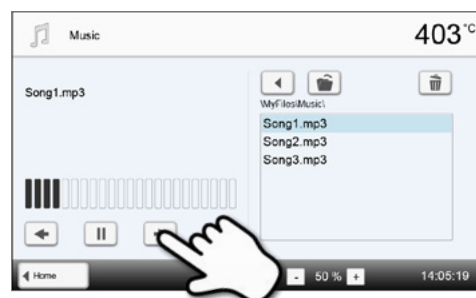 Music
403 °C
Song1.mp3
\MyFiles\Music\
Song1.mp3
Song2.mp3
Song3.mp3
Home
- 50 % +
14:05:19